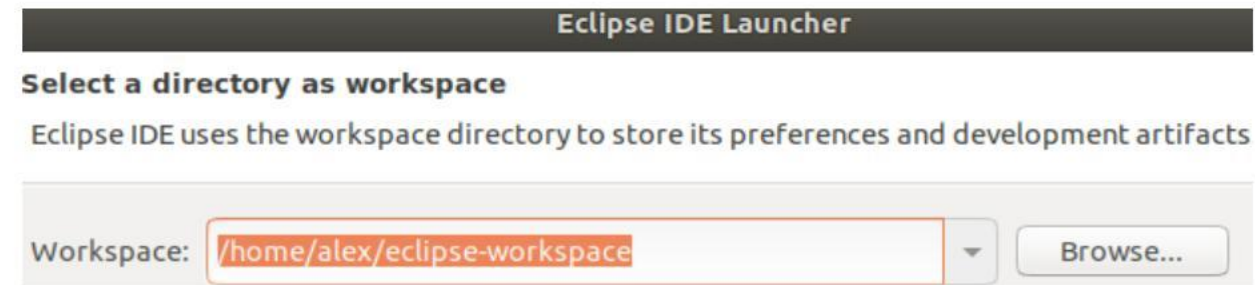 Eclipse IDE Launcher
Select a directory as workspace
Eclipse IDE uses the workspace directory to store its preferences and development artifacts
Workspace: /home/alex/eclipse-workspace Browse...